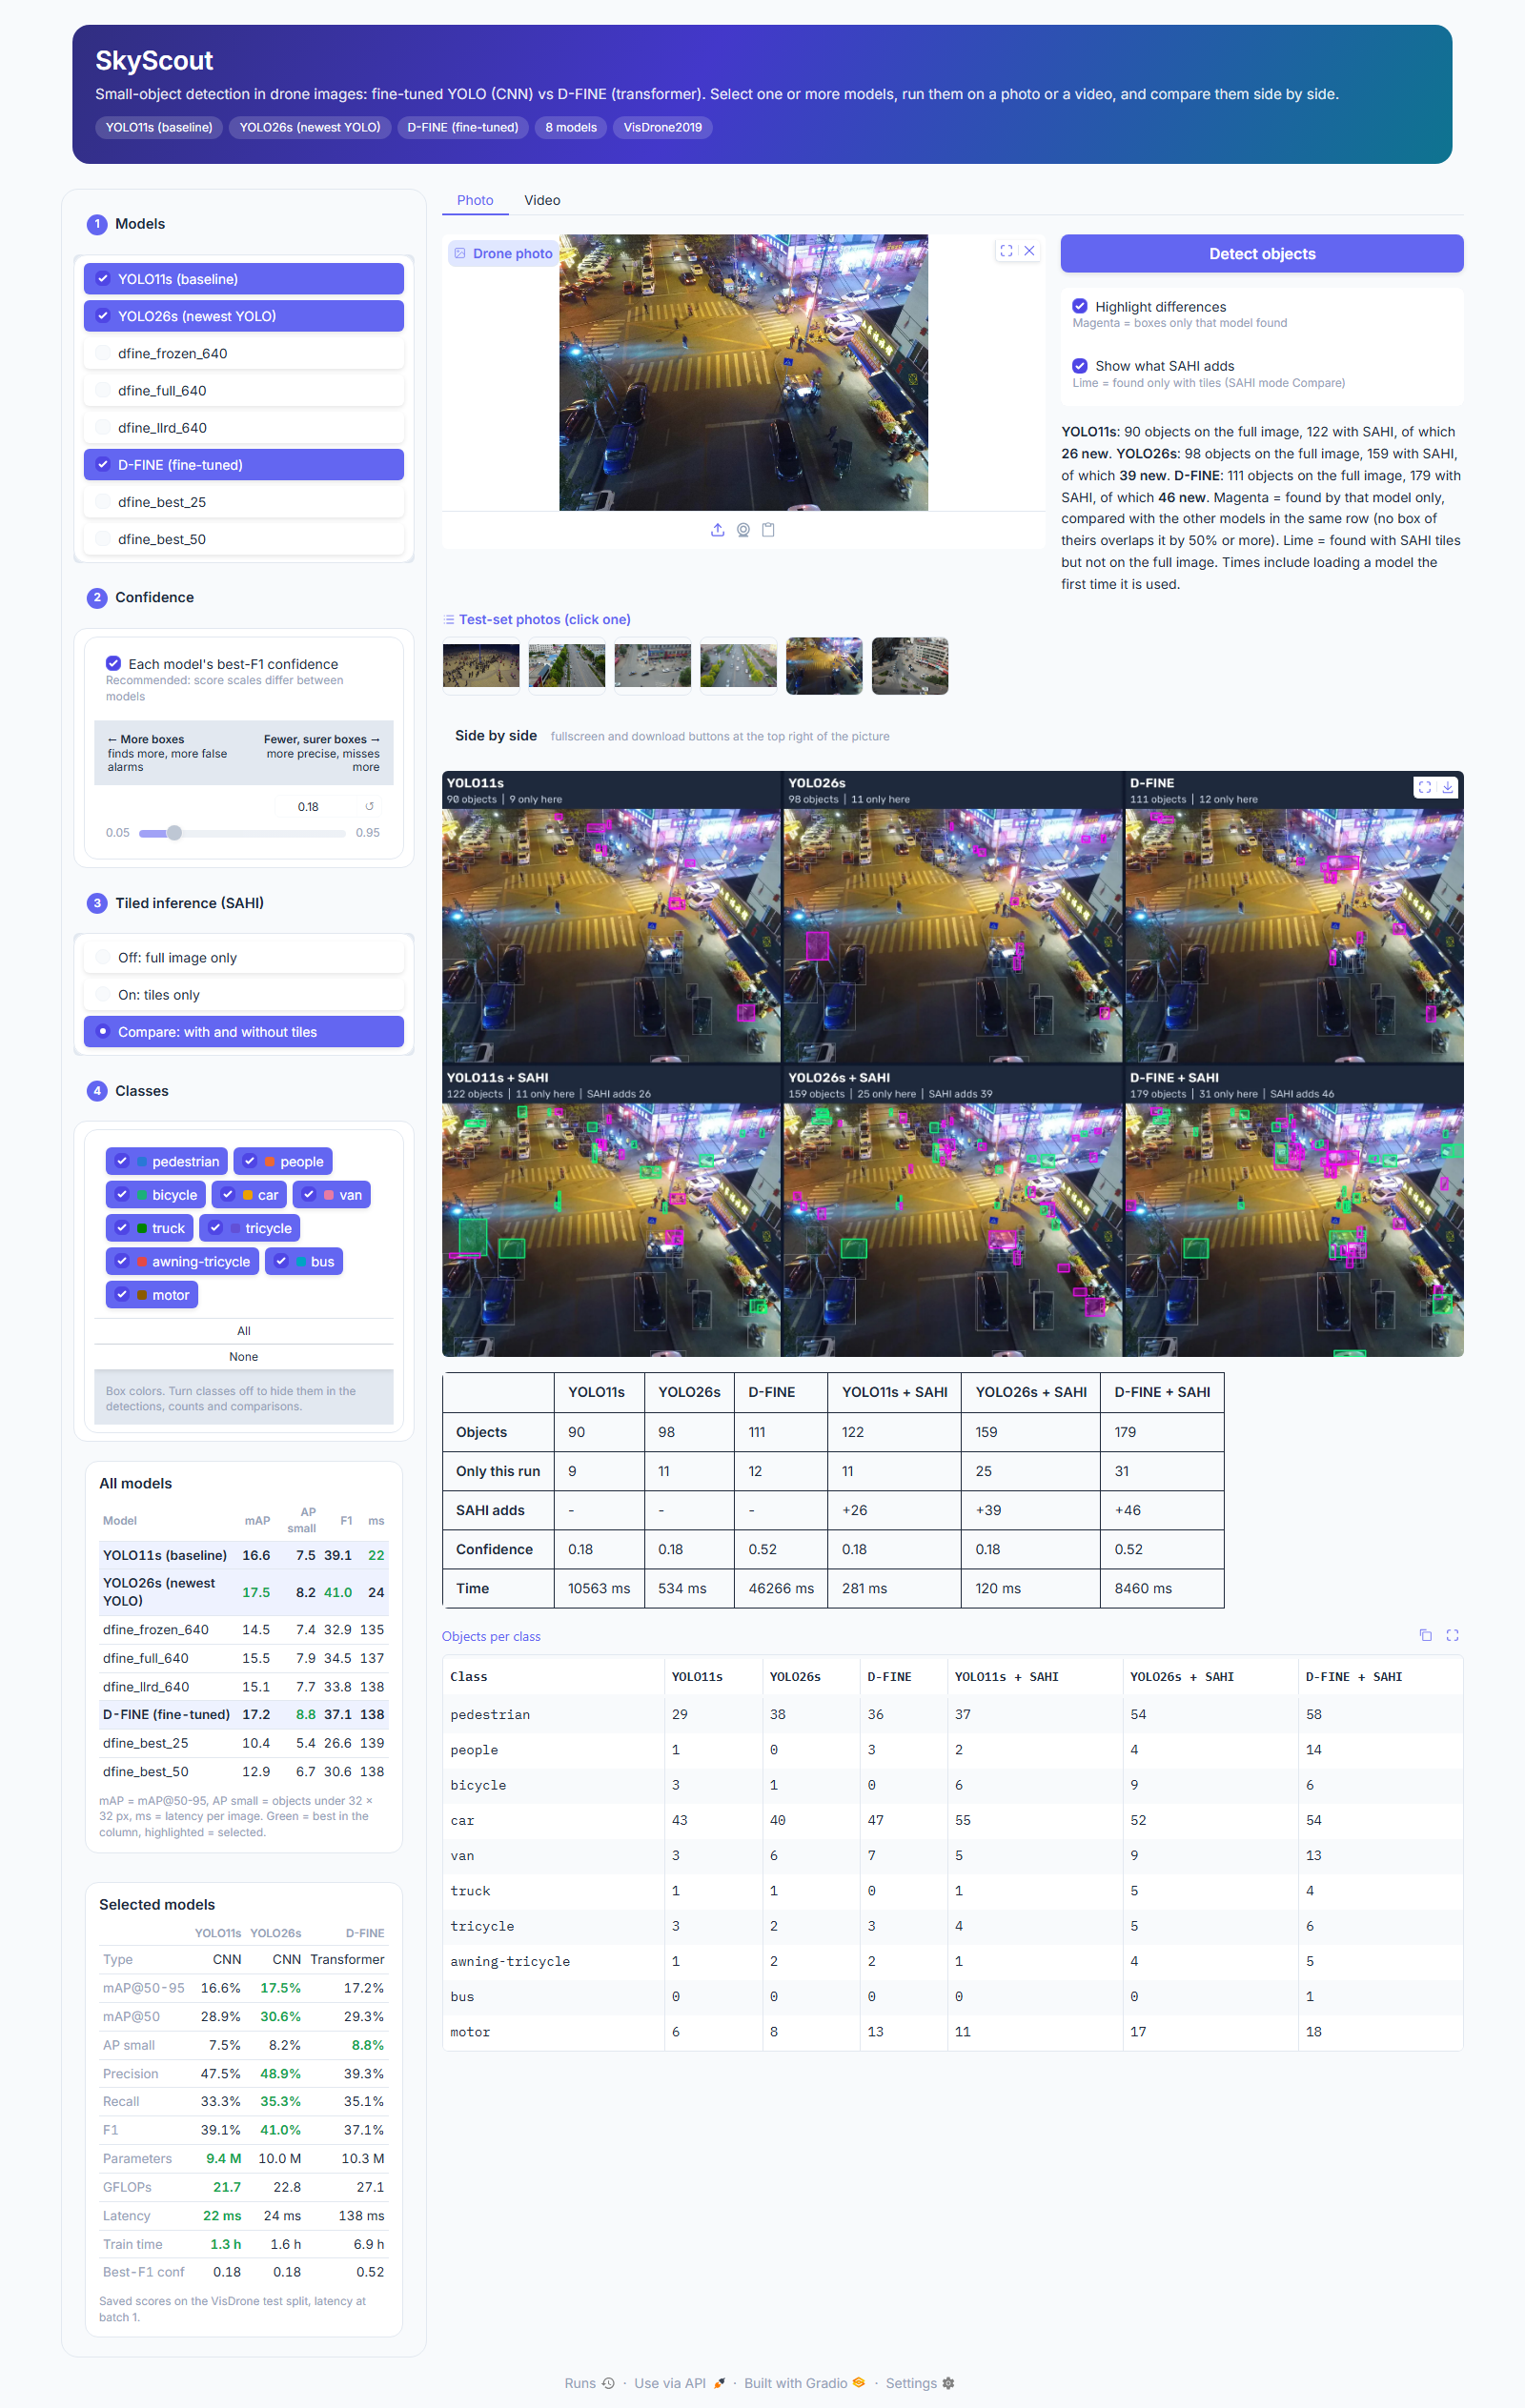 SkyScout
Small-object detection in drone images: fine-tuned YOLO (CNN) vs D-FINE (transformer). Select one or more models, run them on a photo or a video, and compare them side by side.
YOLO11s (baseline) YOLO26s (newest YOLO) D-FINE (fine-tuned) 8 models VisDrone2019
1 Models
YOLO11s (baseline)
YOLO26s (newest YOLO)
dfine_frozen_640
dfine_full_640
dfine_llrd_640
D-FINE (fine-tuned)
dfine_best_25
dfine_best_50
2 Confidence
Each model's best-F1 confidence
Recommended: score scales differ between
models
← More boxes
finds more, more false
alarms
Fewer, surer boxes →
more precise, misses
more
0.18 ↺
0.05 0.95
3 Tiled inference (SAHI)
Off: full image only
On: tiles only
Compare: with and without tiles
4 Classes
pedestrian people
bicycle car van
truck tricycle
awning-tricycle bus
motor
All
None
Box colors. Turn classes off to hide them in the
detections, counts and comparisons.
All models
Model mAP AP small F1 ms
YOLO11s (baseline) 16.6 7.5 39.1 22
YOLO26s (newest YOLO) 17.5 8.2 41.0 24
dfine_frozen_640 14.5 7.4 32.9 135
dfine_full_640 15.5 7.9 34.5 137
dfine_llrd_640 15.1 7.7 33.8 138
D-FINE (fine-tuned) 17.2 8.8 37.1 138
dfine_best_25 10.4 5.4 26.6 139
dfine_best_50 12.9 6.7 30.6 138
mAP = mAP@50-95, AP small = objects under 32 ×
32 px, ms = latency per image. Green = best in the
column, highlighted = selected.
Selected models
YOLO11s YOLO26s D-FINE
Type CNN CNN Transformer
mAP@50-95 16.6% 17.5% 17.2%
mAP@50 28.9% 30.6% 29.3%
AP small 7.5% 8.2% 8.8%
Precision 47.5% 48.9% 39.3%
Recall 33.3% 35.3% 35.1%
F1 39.1% 41.0% 37.1%
Parameters 9.4 M 10.0 M 10.3 M
GFLOPs 21.7 22.8 27.1
Latency 22 ms 24 ms 138 ms
Train time 1.3 h 1.6 h 6.9 h
Best-F1 conf 0.18 0.18 0.52
Saved scores on the VisDrone test split, latency at
batch 1.
Photo Video
Drone photo
Detect objects
Highlight differences
Magenta = boxes only that model found
Show what SAHI adds
Lime = found only with tiles (SAHI mode Compare)
YOLO11s: 90 objects on the full image, 122 with SAHI, of which
26 new. YOLO26s: 98 objects on the full image, 159 with SAHI,
of which 39 new. D-FINE: 111 objects on the full image, 179 with
SAHI, of which 46 new. Magenta = found by that model only,
compared with the other models in the same row (no box of
theirs overlaps it by 50% or more). Lime = found with SAHI tiles
but not on the full image. Times include loading a model the
first time it is used.
Test-set photos (click one)
Side by side fullscreen and download buttons at the top right of the picture
YOLO11s
90 objects | 9 only here
YOLO26s
98 objects | 11 only here
D-FINE
111 objects | 12 only here
YOLO11s + SAHI
122 objects | 11 only here | SAHI adds 26
YOLO26s + SAHI
159 objects | 25 only here | SAHI adds 39
D-FINE + SAHI
179 objects | 31 only here | SAHI adds 46
YOLO11s YOLO26s D-FINE YOLO11s + SAHI YOLO26s + SAHI D-FINE + SAHI
Objects 90 98 111 122 159 179
Only this run 9 11 12 11 25 31
SAHI adds - - - +26 +39 +46
Confidence 0.18 0.18 0.52 0.18 0.18 0.52
Time 10563 ms 534 ms 46266 ms 281 ms 120 ms 8460 ms
Objects per class
Class YOLO11s YOLO26s D-FINE YOLO11s + SAHI YOLO26s + SAHI D-FINE + SAHI
pedestrian 29 38 36 37 54 58
people 1 0 3 2 4 14
bicycle 3 1 0 6 9 6
car 43 40 47 55 52 54
van 3 6 7 5 9 13
truck 1 1 0 1 5 4
tricycle 3 2 3 4 5 6
awning-tricycle 1 2 2 1 4 5
bus 0 0 0 0 0 1
motor 6 8 13 11 17 18
Runs · Use via API · Built with Gradio · Settings